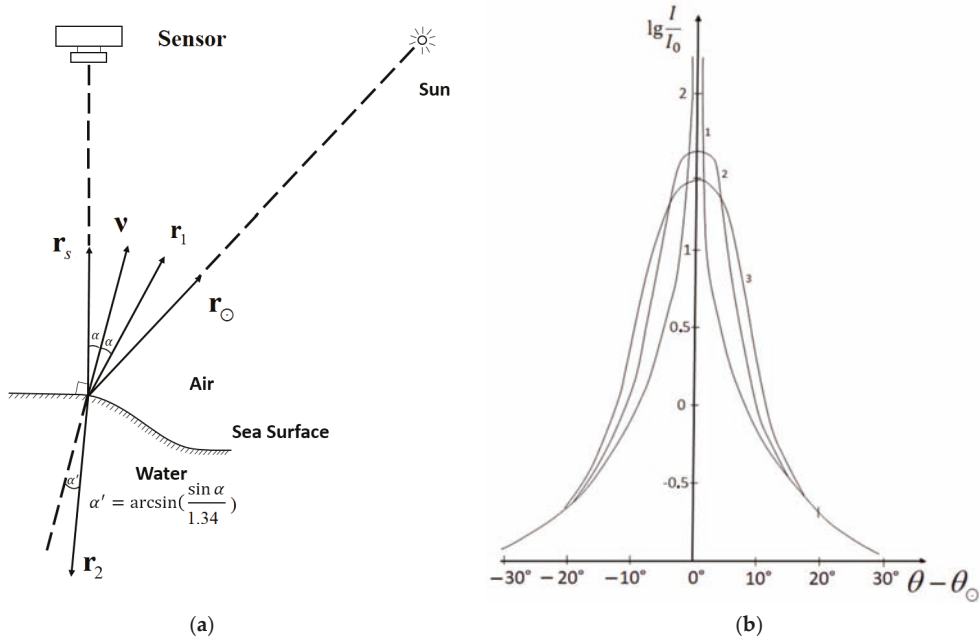 Sensor
Sun
r_s
ν
r_1
r_⊙
α α
Air
Sea Surface
Water
α′
α′ = arcsin(sin α / 1.34)
r_2
(a)
lg I/I_0
2
1
2
1
3
0.5
0
-0.5
−30° −20° −10° 0° 10° 20° 30° θ−θ_⊙
(b)